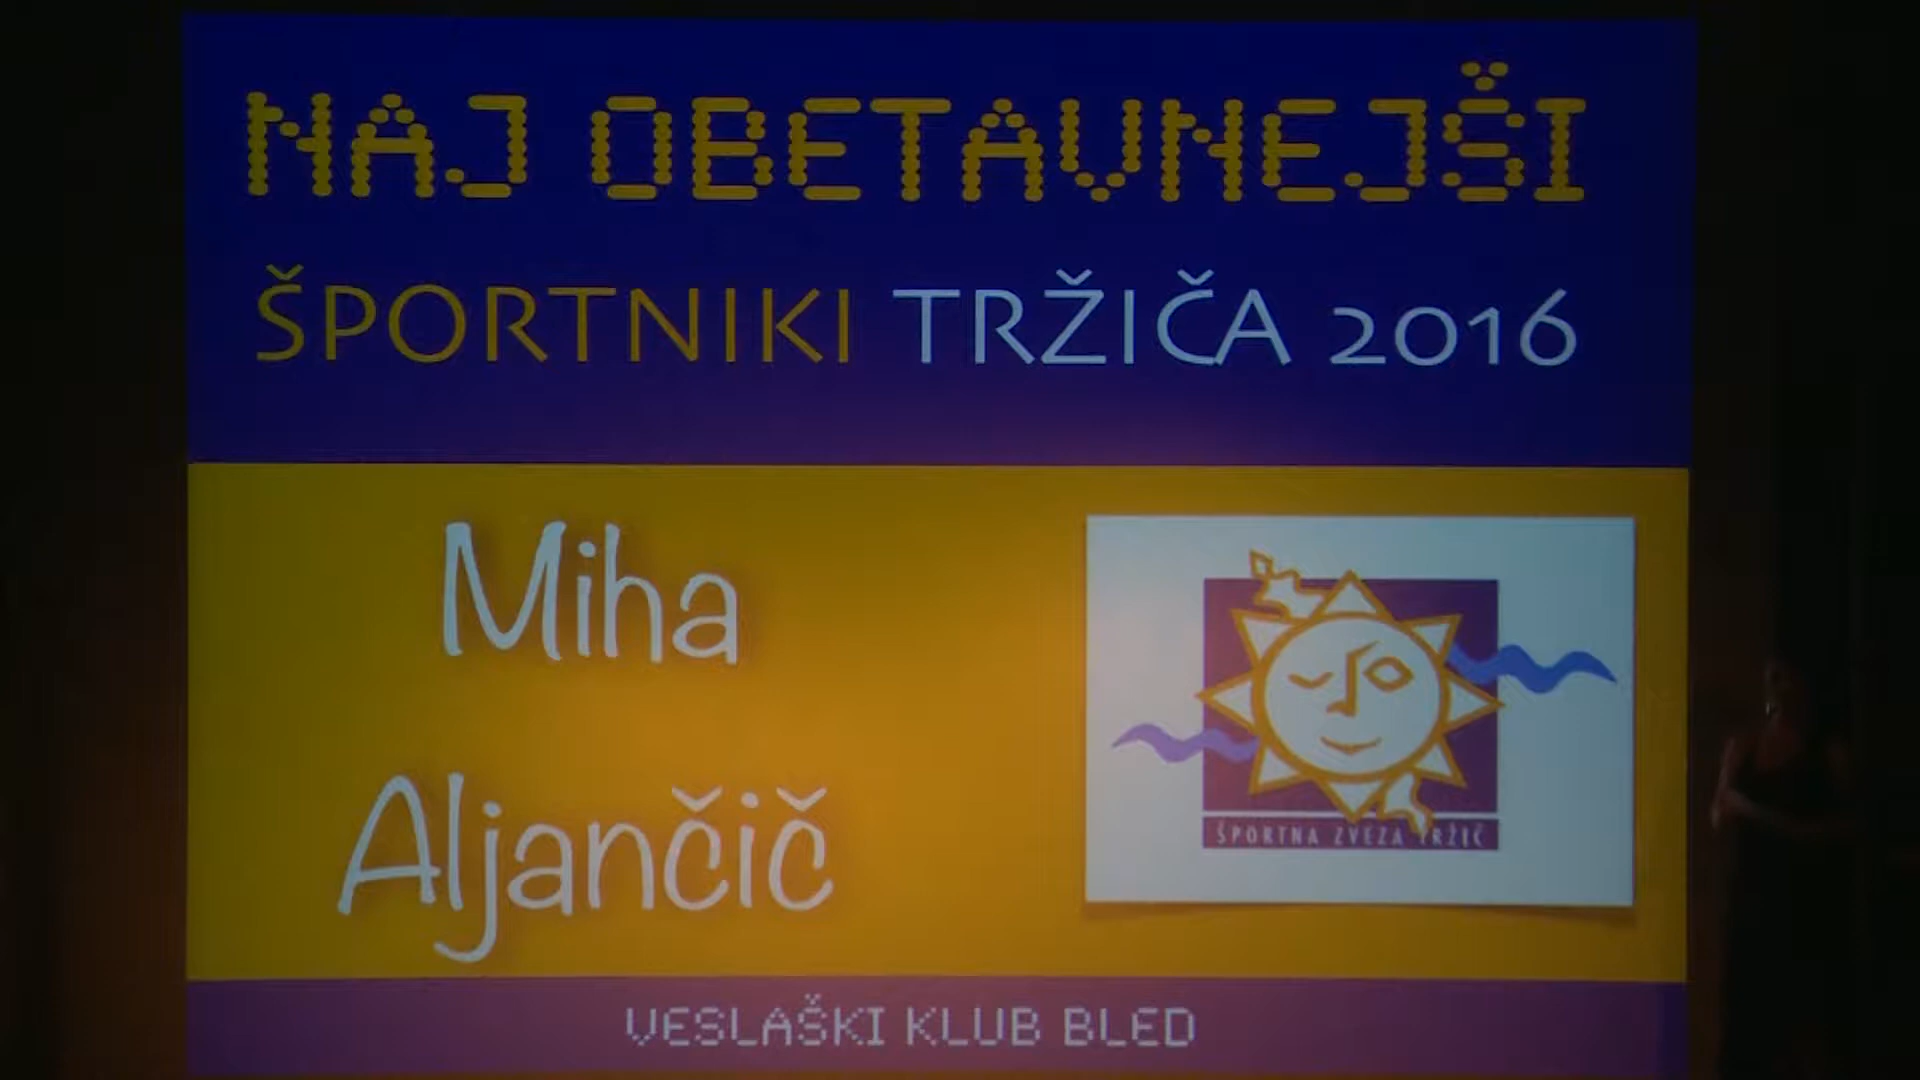 NAJ OBETAVNEJŠI
ŠPORTNIKI TRŽIČA 2016
Miha
Aljančič
ŠPORTNA ZVEZA TRŽIČ
VESLAŠKI KLUB BLED